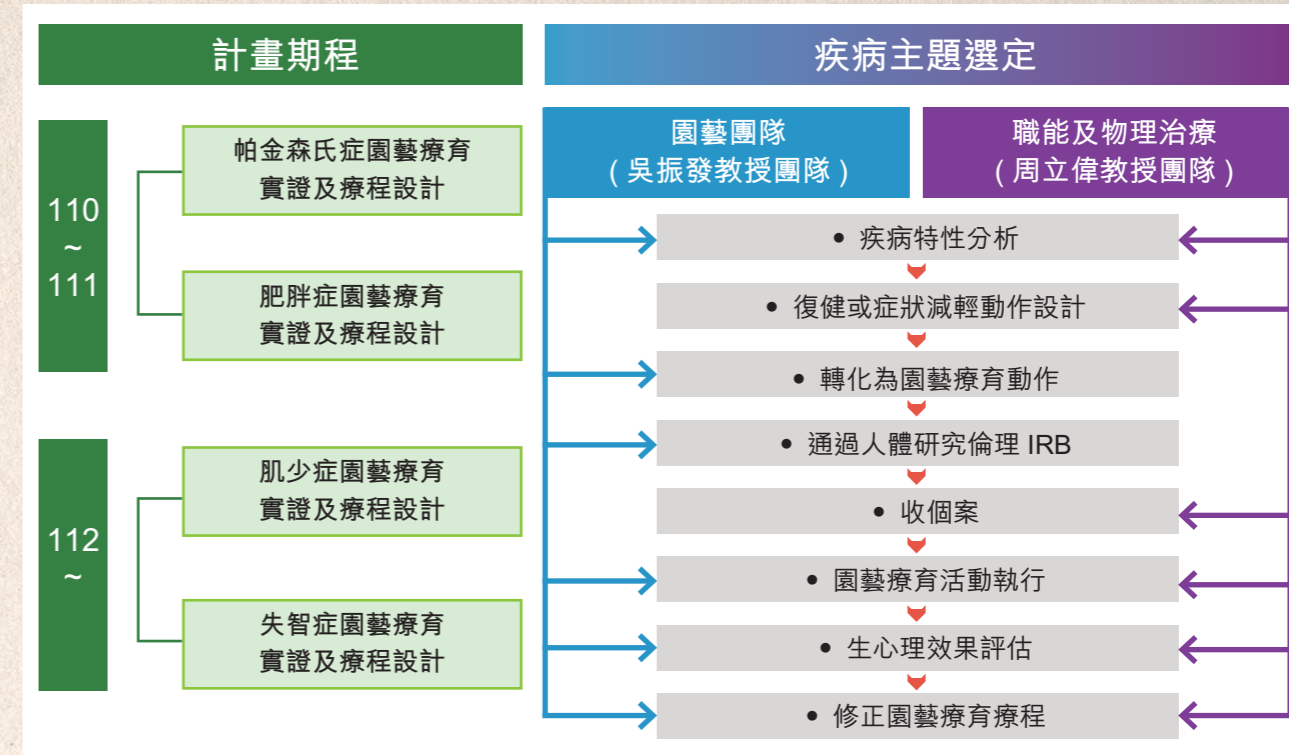 計畫期程
110
~
111
帕金森氏症園藝療育
實證及療程設計
肥胖症園藝療育
實證及療程設計
112
~
肌少症園藝療育
實證及療程設計
失智症園藝療育
實證及療程設計
疾病主題選定
園藝團隊
(吳振發教授團隊)
職能及物理治療
(周立偉教授團隊)
• 疾病特性分析
• 復健或症狀減輕動作設計
• 轉化為園藝療育動作
• 通過人體研究倫理 IRB
• 收個案
• 園藝療育活動執行
• 生心理效果評估
• 修正園藝療育療程